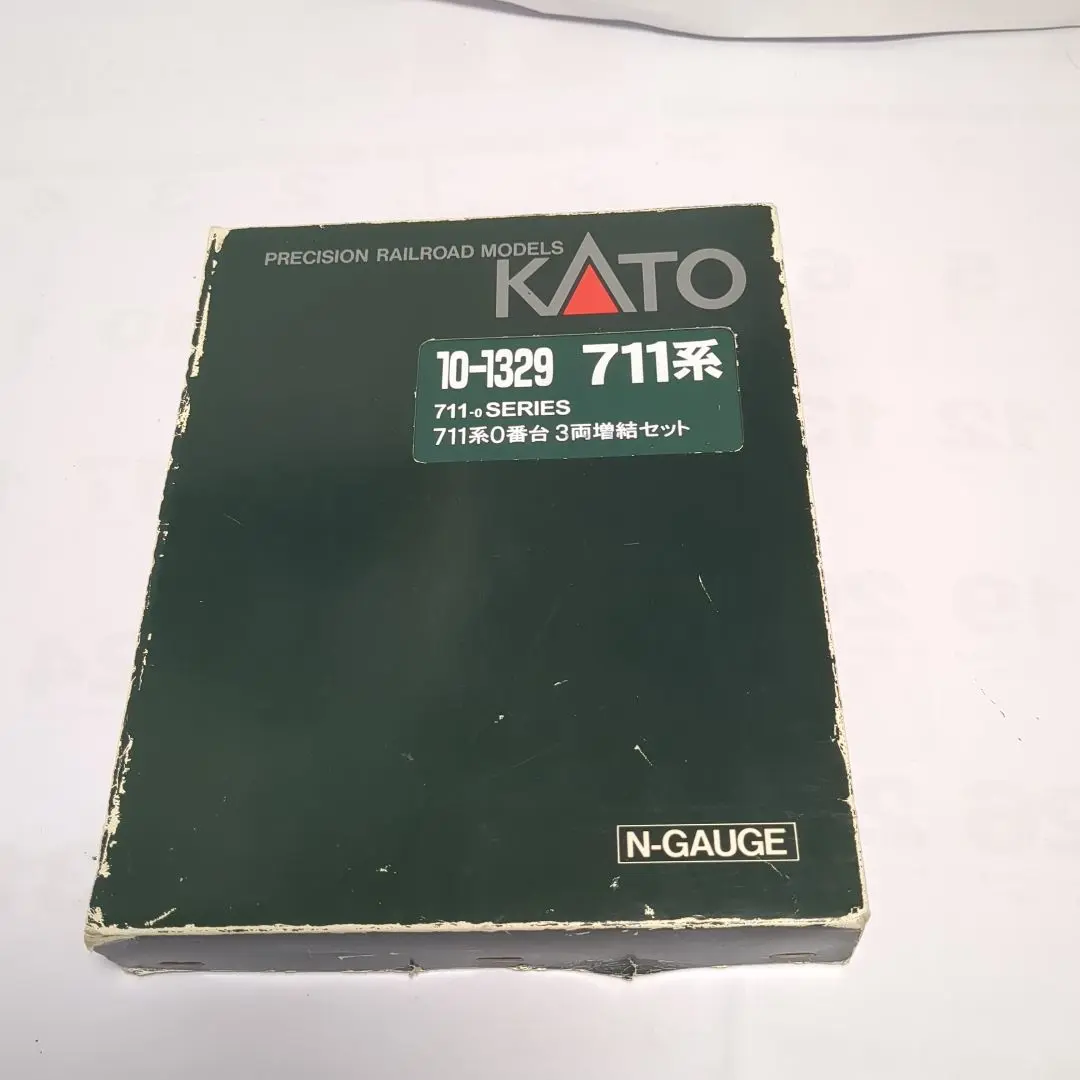 PRECISION RAILROAD MODELS
KATO
10-1329 711系
711-0 SERIES
711系0番台 3両増結セット
N-GAUGE